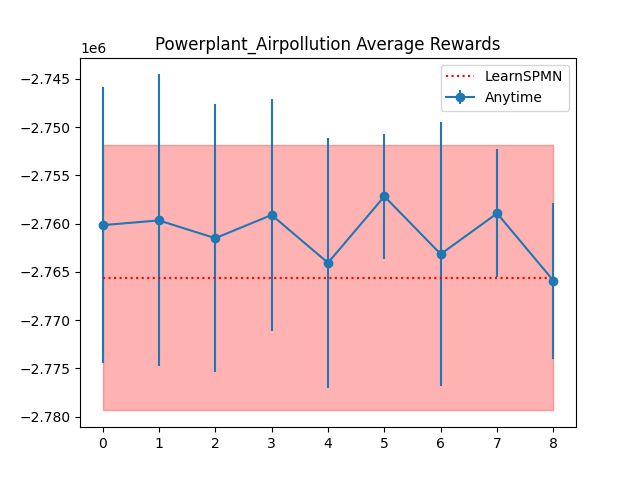 Powerplant_Airpollution Average Rewards
1e6
LearnSPMN
Anytime
−2.745
−2.750
−2.755
−2.760
−2.765
−2.770
−2.775
−2.780
0 1 2 3 4 5 6 7 8